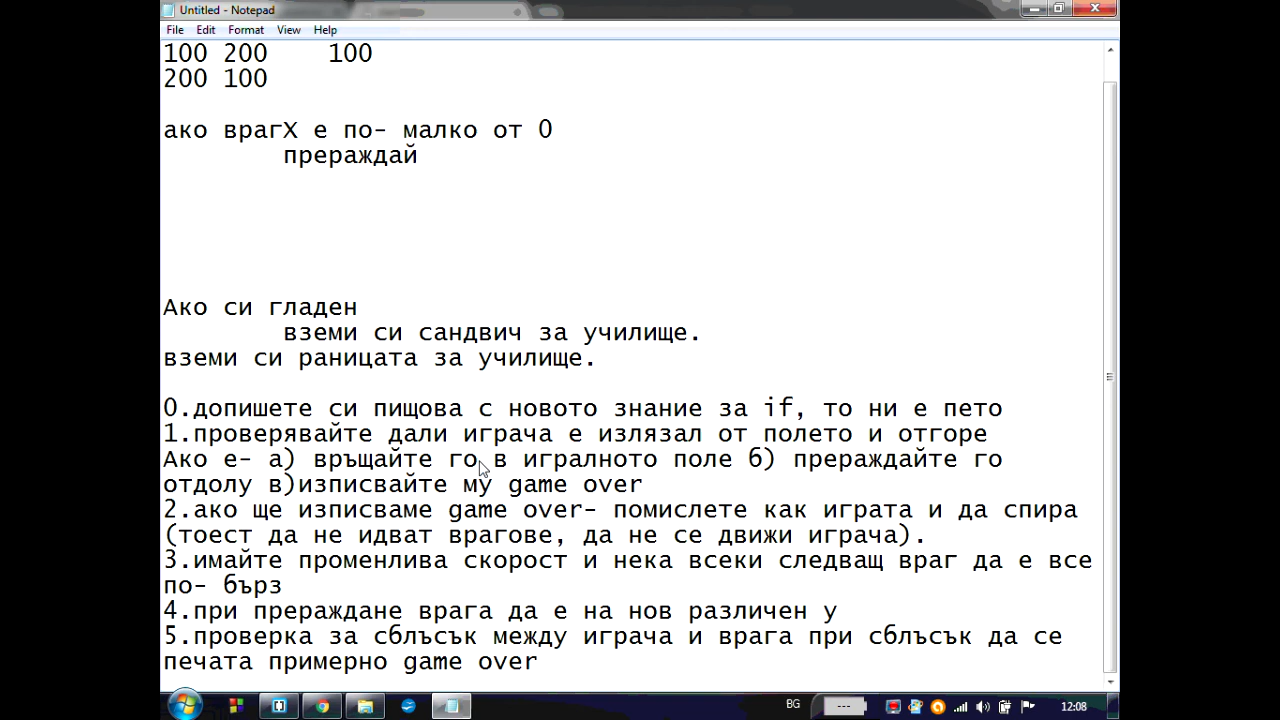 Untitled - Notepad
File Edit Format View Help
100 200 100
200 100
ако врагX е по- малко от 0
прераждай
Ако си гладен
вземи си сандвич за училище.
вземи си раницата за училище.
0.допишете си пищова с новото знание за if, то ни е пето
1.проверявайте дали играча е излязал от полето и отгоре
Ако е- а) връщайте го в игралното поле б) прераждайте го
отдолу в)изписвайте му game over
2.ако ще изписваме game over- помислете как играта и да спира
(тоест да не идват врагове, да не се движи играча).
3.имайте променлива скорост и нека всеки следващ враг да е все
по- бърз
4.при прераждане врага да е на нов различен у
5.проверка за сблъсък между играча и врага при сблъсък да се
печата примерно game over
BG --- 12:08